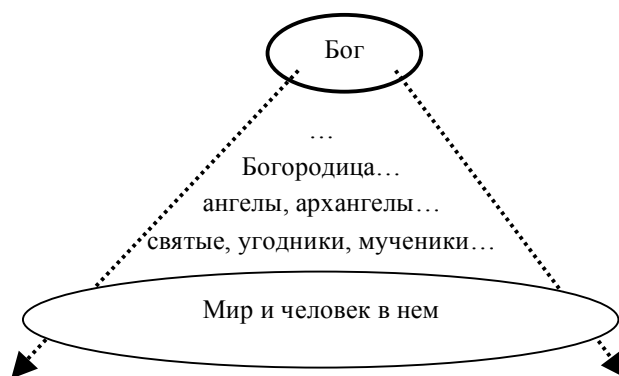 Бог
…
Богородица…
ангелы, архангелы…
святые, угодники, мученики…
Мир и человек в нем